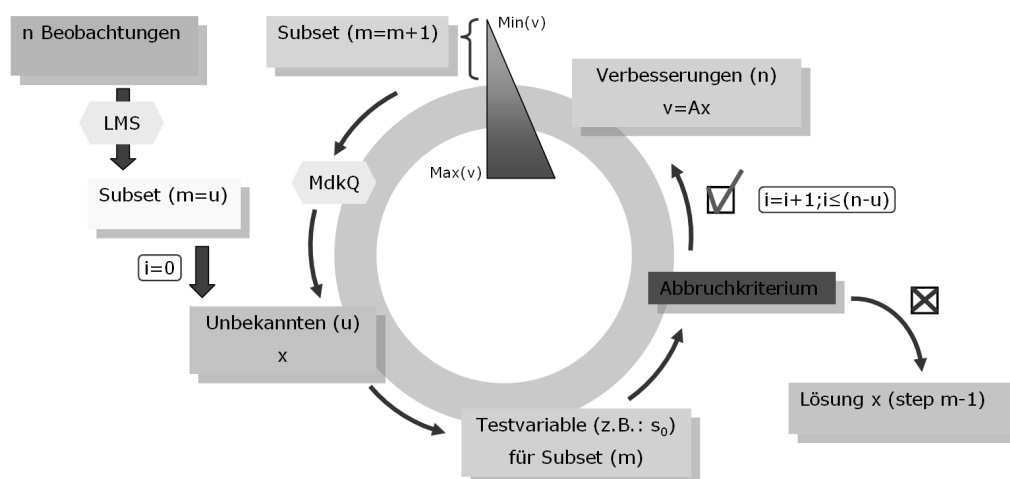 n Beobachtungen
LMS
Subset (m=u)
i=0
Unbekannten (u)
x
Subset (m=m+1)
Min(v)
Max(v)
MdkQ
Verbesserungen (n)
v=Ax
i=i+1;i≤(n-u)
Abbruchkriterium
Testvariable (z.B.: s₀)
für Subset (m)
Lösung x (step m-1)